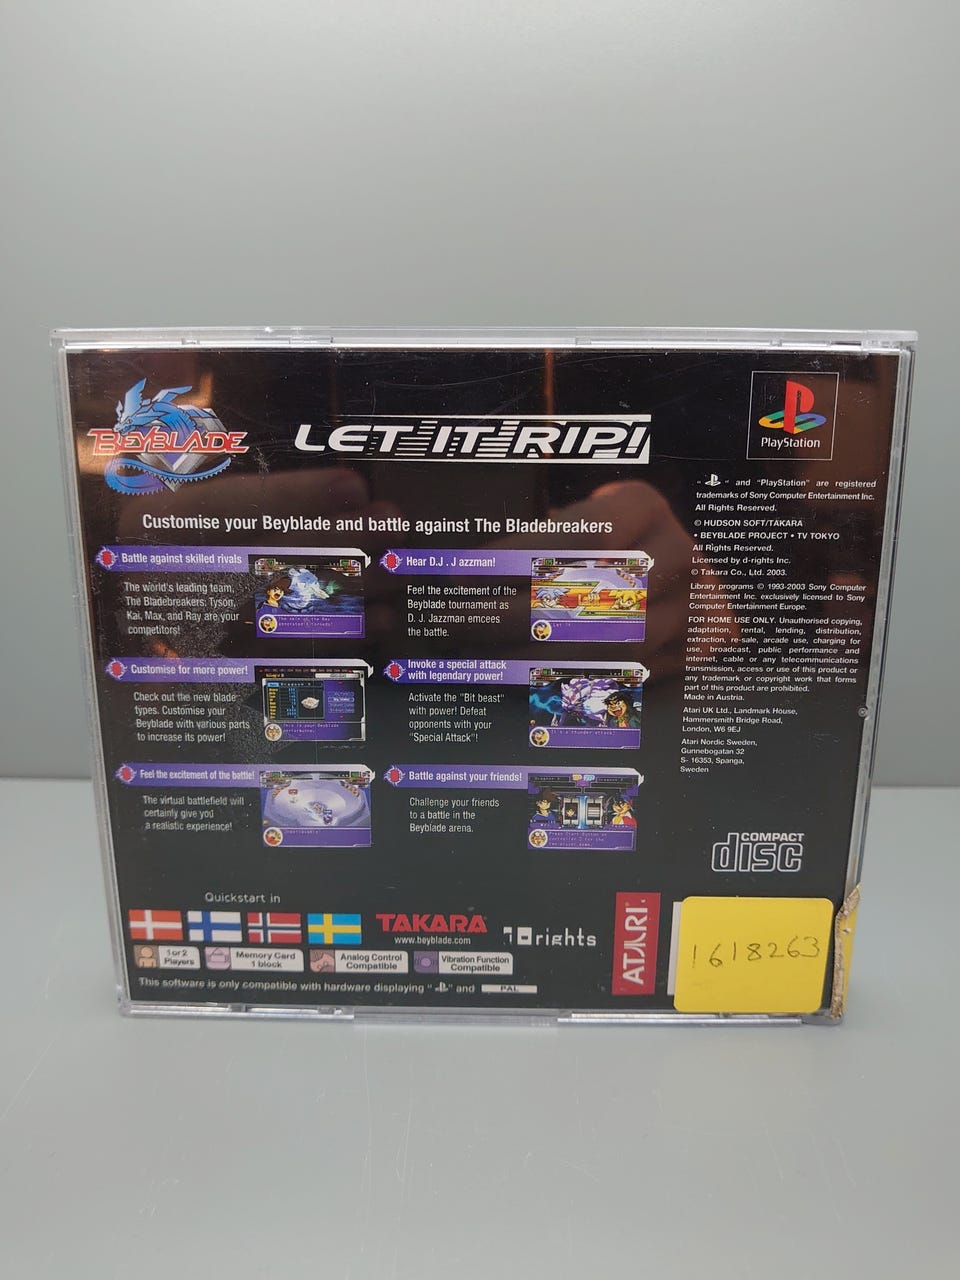 BEYBLADE
LET IT RIP!
PlayStation
Customise your Beyblade and battle against The Bladebreakers
Battle against skilled rivals
The world's leading team,
The Bladebreakers: Tyson,
Kai, Max, and Ray are your
competitors!
Customise for more power!
Check out the new blade
types. Customise your
Beyblade with various parts
to increase its power!
Feel the excitement of the battle!
The virtual battlefield will
certainly give you
a realistic experience!
Hear D.J . J azzman!
Feel the excitement of the
Beyblade tournament as
D. J. Jazzman emcees
the battle.
Invoke a special attack
with legendary power!
Activate the "Bit beast"
with power! Defeat
opponents with your
"Special Attack"!
It's a thunder attack!
Battle against your friends!
Challenge your friends
to a battle in the
Beyblade arena.
" " and "PlayStation" are registered
trademarks of Sony Computer Entertainment Inc.
All Rights Reserved.
© HUDSON SOFT/TAKARA
• BEYBLADE PROJECT • TV TOKYO
All Rights Reserved.
Licensed by d-rights Inc.
© Takara Co., Ltd. 2003.
Library programs © 1993-2003 Sony Computer
Entertainment Inc. exclusively licensed to Sony
Computer Entertainment Europe.
FOR HOME USE ONLY. Unauthorised copying,
adaptation, rental, lending, distribution,
extraction, re-sale, arcade use, charging for
use, broadcast, public performance and
internet, cable or any telecommunications
transmission, access or use of this product or
any trademark or copyright work that forms
part of this product are prohibited.
Made in Austria.
Atari UK Ltd., Landmark House,
Hammersmith Bridge Road,
London, W6 9EJ
Atari Nordic Sweden,
Gunnebogatan 32
S- 16353, Spanga,
Sweden
COMPACT
disc
Quickstart in
TAKARA
www.beyblade.com
rights
ATARI
1618263
1 or 2
Players
Memory Card
1 block
Analog Control
Compatible
Vibration Function
Compatible
This software is only compatible with hardware displaying " " and PAL